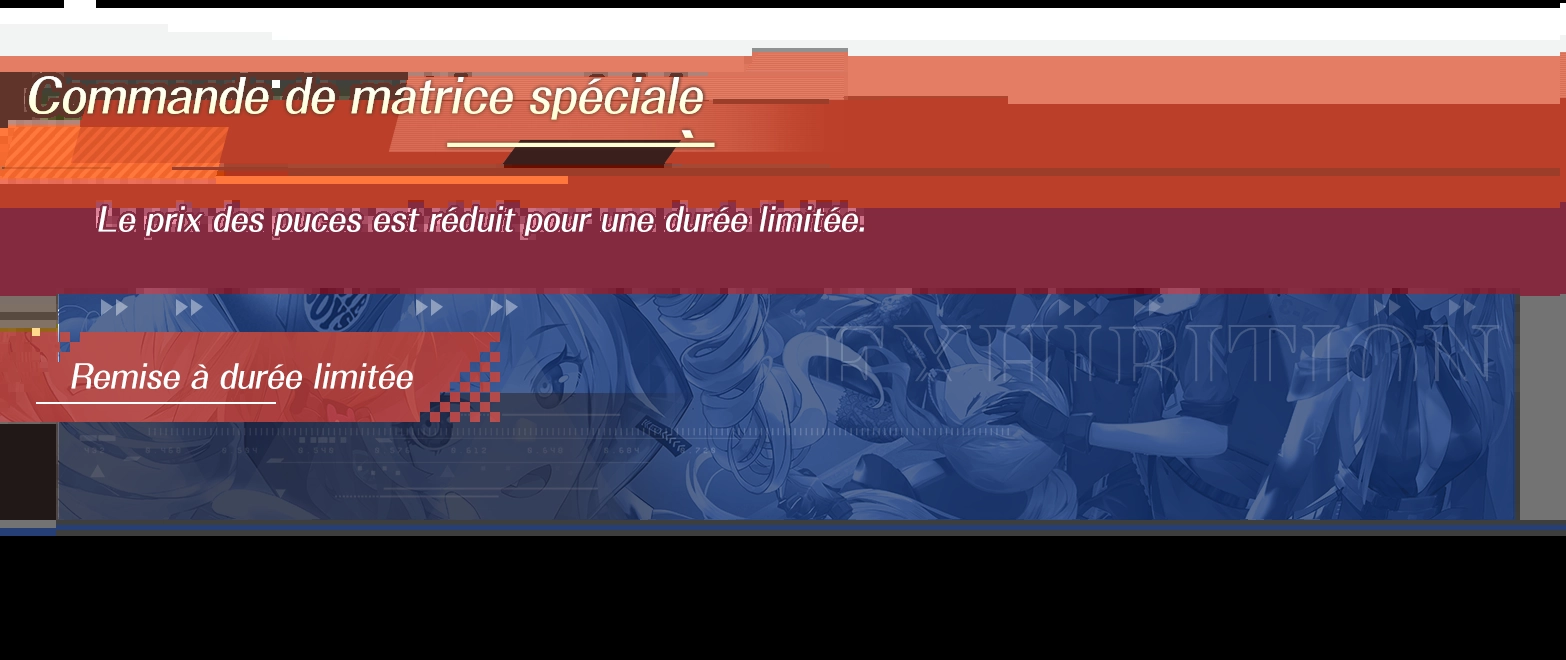 Commande de matrice spéciale
Le prix des puces est réduit pour une durée limitée.
EXHIBITION
Remise à durée limitée